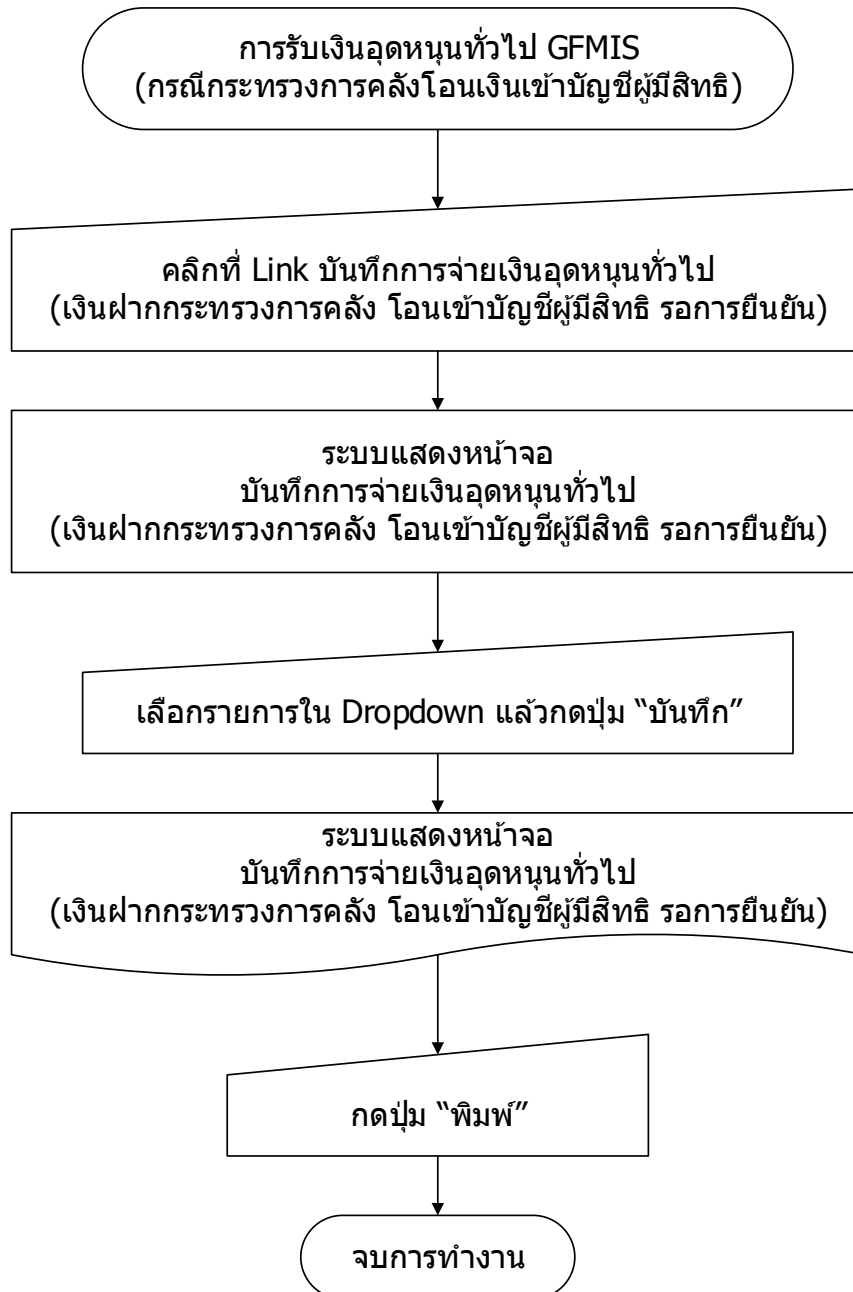 การรับเงินอุดหนุนทั่วไป GFMIS
(กรณีกระทรวงการคลังโอนเงินเข้าบัญชีผู้มีสิทธิ)
คลิกที่ Link บันทึกการจ่ายเงินอุดหนุนทั่วไป
(เงินฝากกระทรวงการคลัง โอนเข้าบัญชีผู้มีสิทธิ รอการยืนยัน)
ระบบแสดงหน้าจอ
บันทึกการจ่ายเงินอุดหนุนทั่วไป
(เงินฝากกระทรวงการคลัง โอนเข้าบัญชีผู้มีสิทธิ รอการยืนยัน)
เลือกรายการใน Dropdown แล้วกดปุ่ม “บันทึก”
ระบบแสดงหน้าจอ
บันทึกการจ่ายเงินอุดหนุนทั่วไป
(เงินฝากกระทรวงการคลัง โอนเข้าบัญชีผู้มีสิทธิ รอการยืนยัน)
กดปุ่ม “พิมพ์”
จบการทำงาน